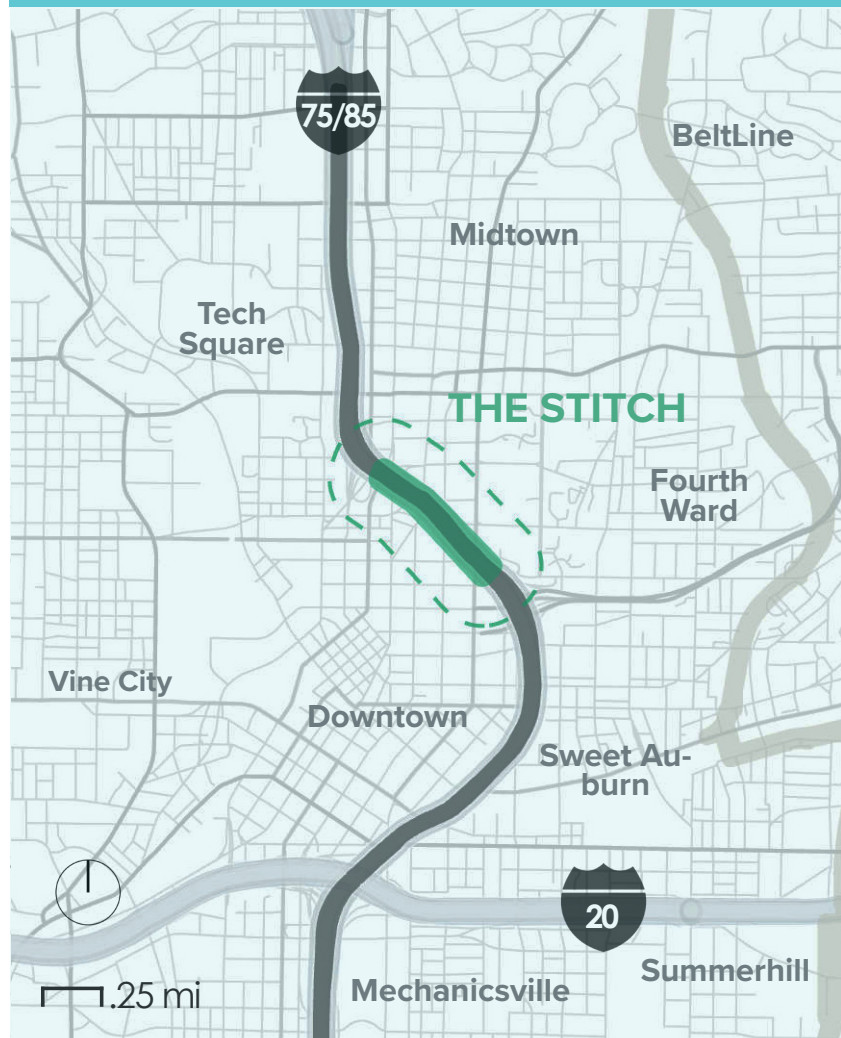 75/85
BeltLine
Midtown
Tech
Square
THE STITCH
Fourth
Ward
Vine City
Downtown
Sweet Au-
burn
20
Summerhill
Mechanicsville
.25 mi